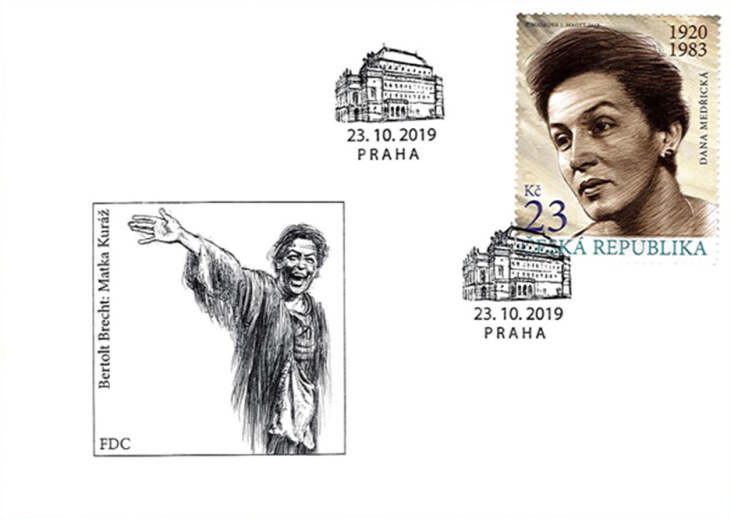 23. 10. 2019
PRAHA
1920
1983
DANA MEDŘICKÁ
Kč
23
ČESKÁ REPUBLIKA
23. 10. 2019
PRAHA
Bertolt Brecht: Matka Kuráž
FDC